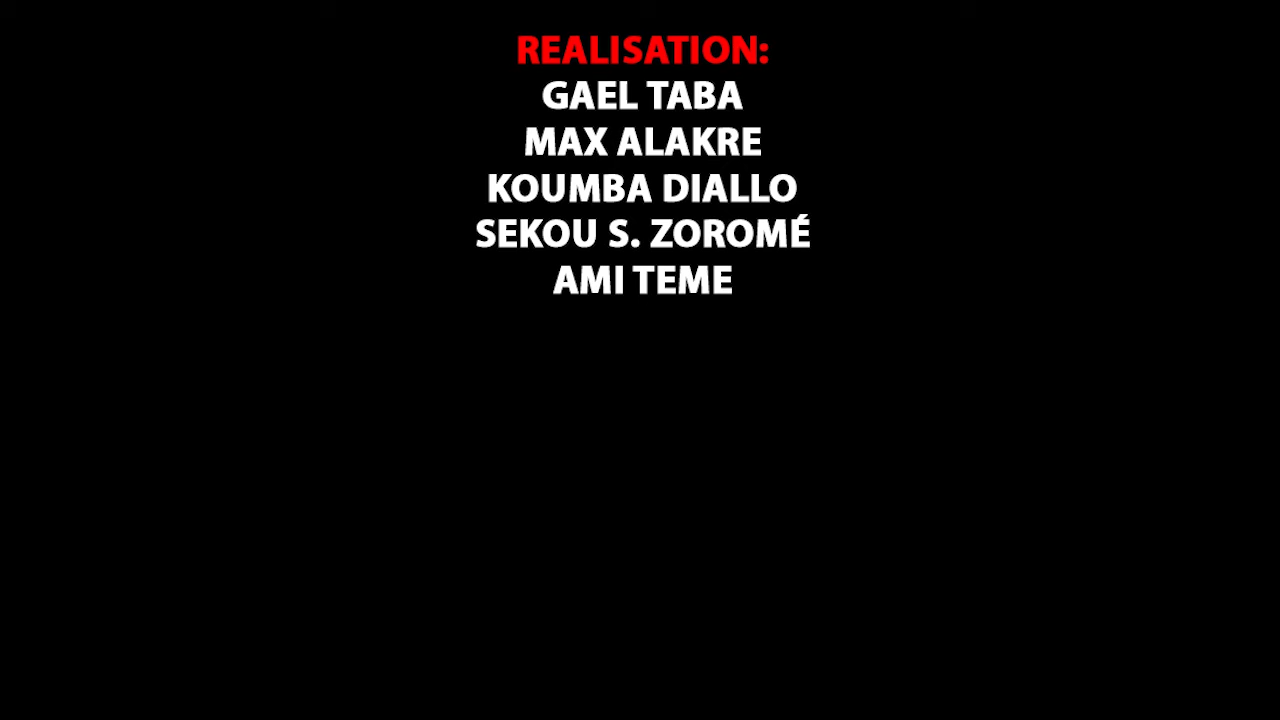 REALISATION:
GAEL TABA
MAX ALAKRE
KOUMBA DIALLO
SEKOU S. ZOROMÉ
AMI TEME